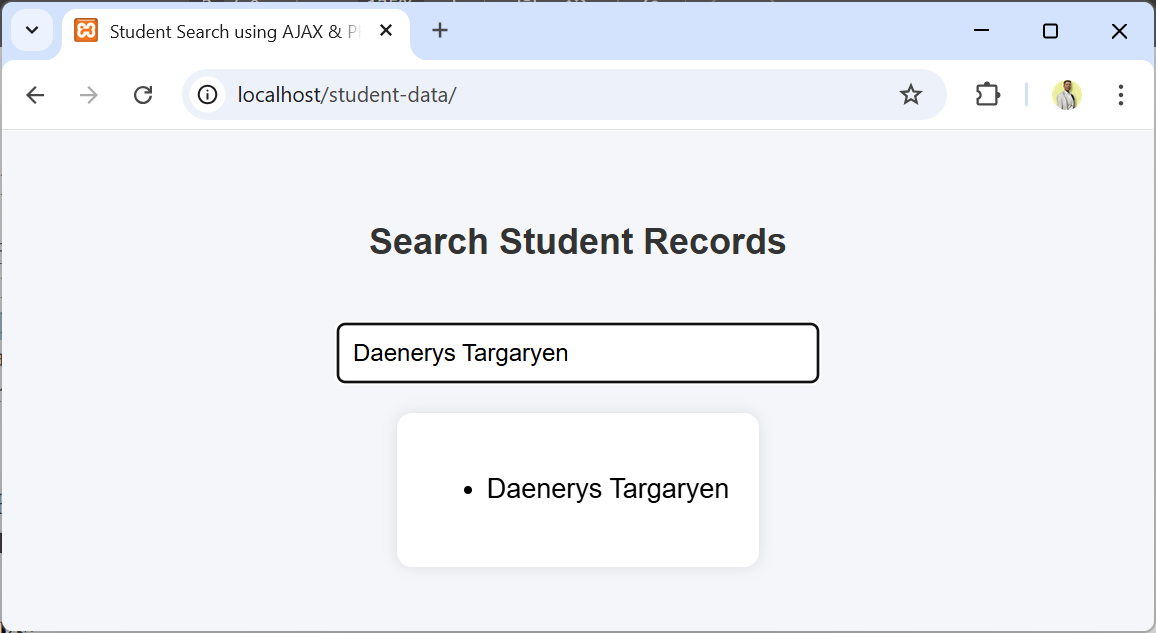 Student Search using AJAX & P
localhost/student-data/
Search Student Records
Daenerys Targaryen
• Daenerys Targaryen